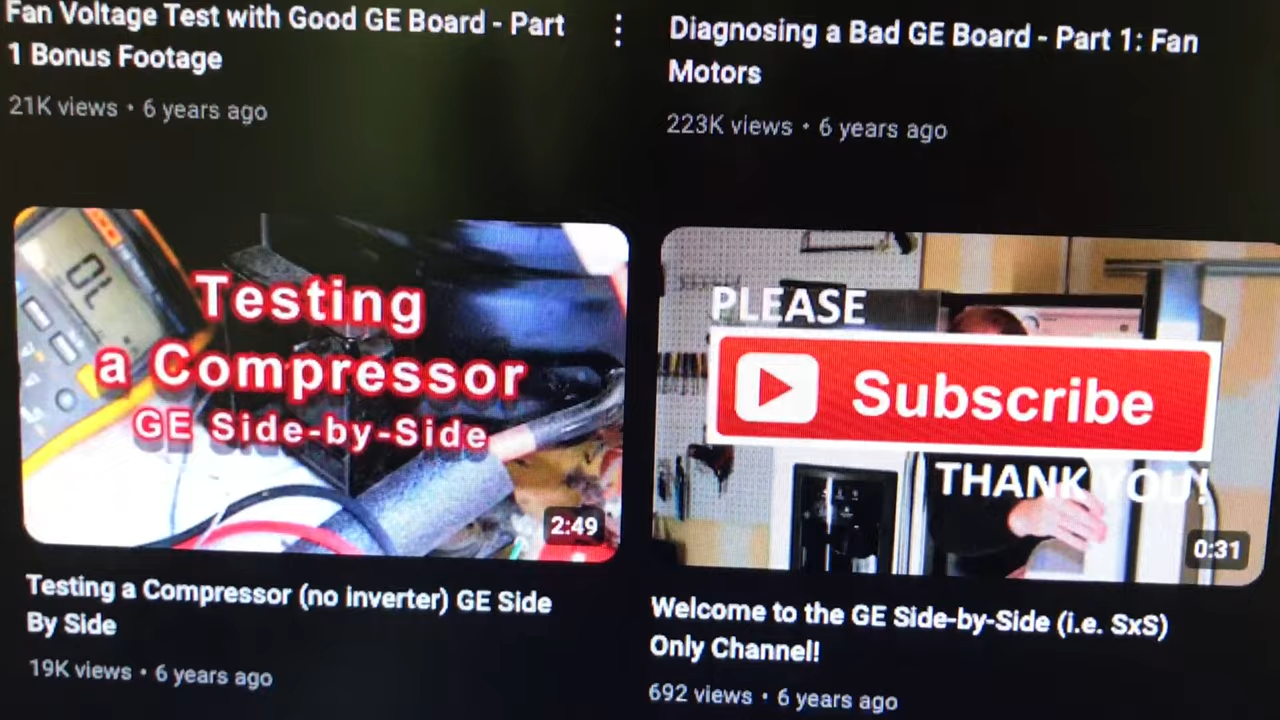 Fan Voltage Test with Good GE Board - Part
1 Bonus Footage
21K views • 6 years ago
Diagnosing a Bad GE Board - Part 1: Fan
Motors
223K views • 6 years ago
OL
Testing
a Compressor
GE Side-by-Side
2:49
Testing a Compressor (no inverter) GE Side
By Side
19K views • 6 years ago
PLEASE
Subscribe
THANK YOU!
0:31
Welcome to the GE Side-by-Side (i.e. SxS)
Only Channel!
692 views • 6 years ago